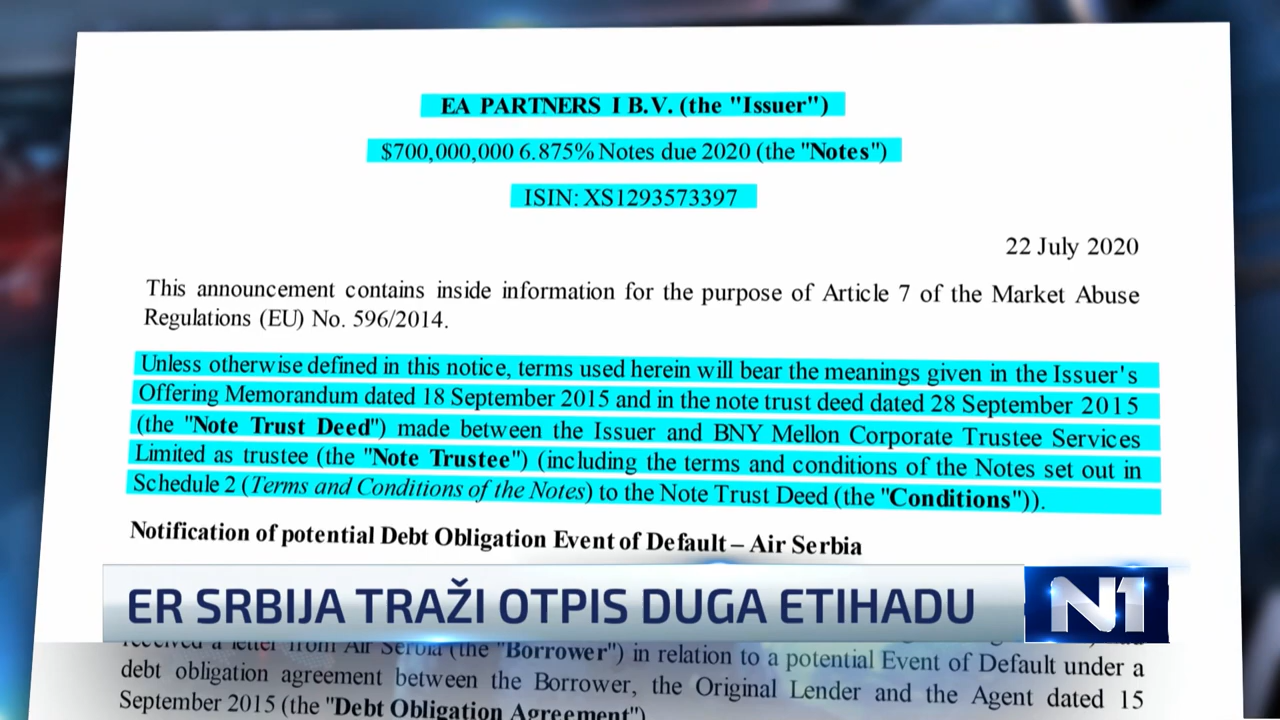 EA PARTNERS I B.V. (the "Issuer")
$700,000,000 6.875% Notes due 2020 (the "Notes")
ISIN: XS1293573397
22 July 2020
This announcement contains inside information for the purpose of Article 7 of the Market Abuse
Regulations (EU) No. 596/2014.
Unless otherwise defined in this notice, terms used herein will bear the meanings given in the Issuer's
Offering Memorandum dated 18 September 2015 and in the note trust deed dated 28 September 2015
(the "Note Trust Deed") made between the Issuer and BNY Mellon Corporate Trustee Services
Limited as trustee (the "Note Trustee") (including the terms and conditions of the Notes set out in
Schedule 2 (Terms and Conditions of the Notes) to the Note Trust Deed (the "Conditions")).
Notification of potential Debt Obligation Event of Default – Air Serbia
ER SRBIJA TRAŽI OTPIS DUGA ETIHADU
N1
received a letter from Air Serbia (the "Borrower") in relation to a potential Event of Default under a
debt obligation agreement between the Borrower, the Original Lender and the Agent dated 15
September 2015 (the "Debt Obligation Agreement")